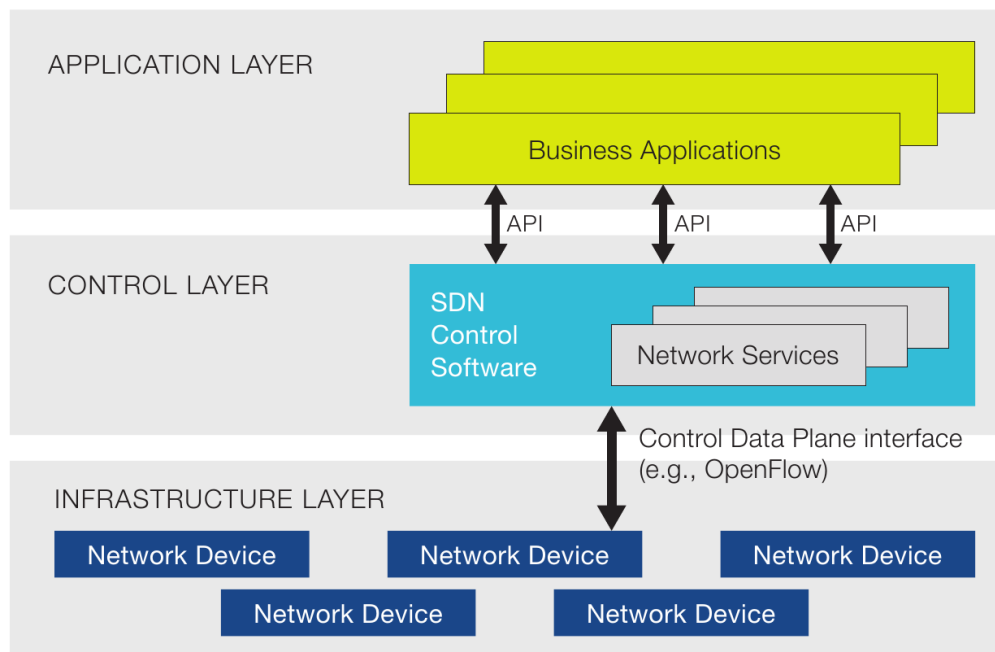 APPLICATION LAYER
Business Applications
API
API
API
CONTROL LAYER
SDN
Control
Software
Network Services
Control Data Plane interface
(e.g., OpenFlow)
INFRASTRUCTURE LAYER
Network Device
Network Device
Network Device
Network Device
Network Device